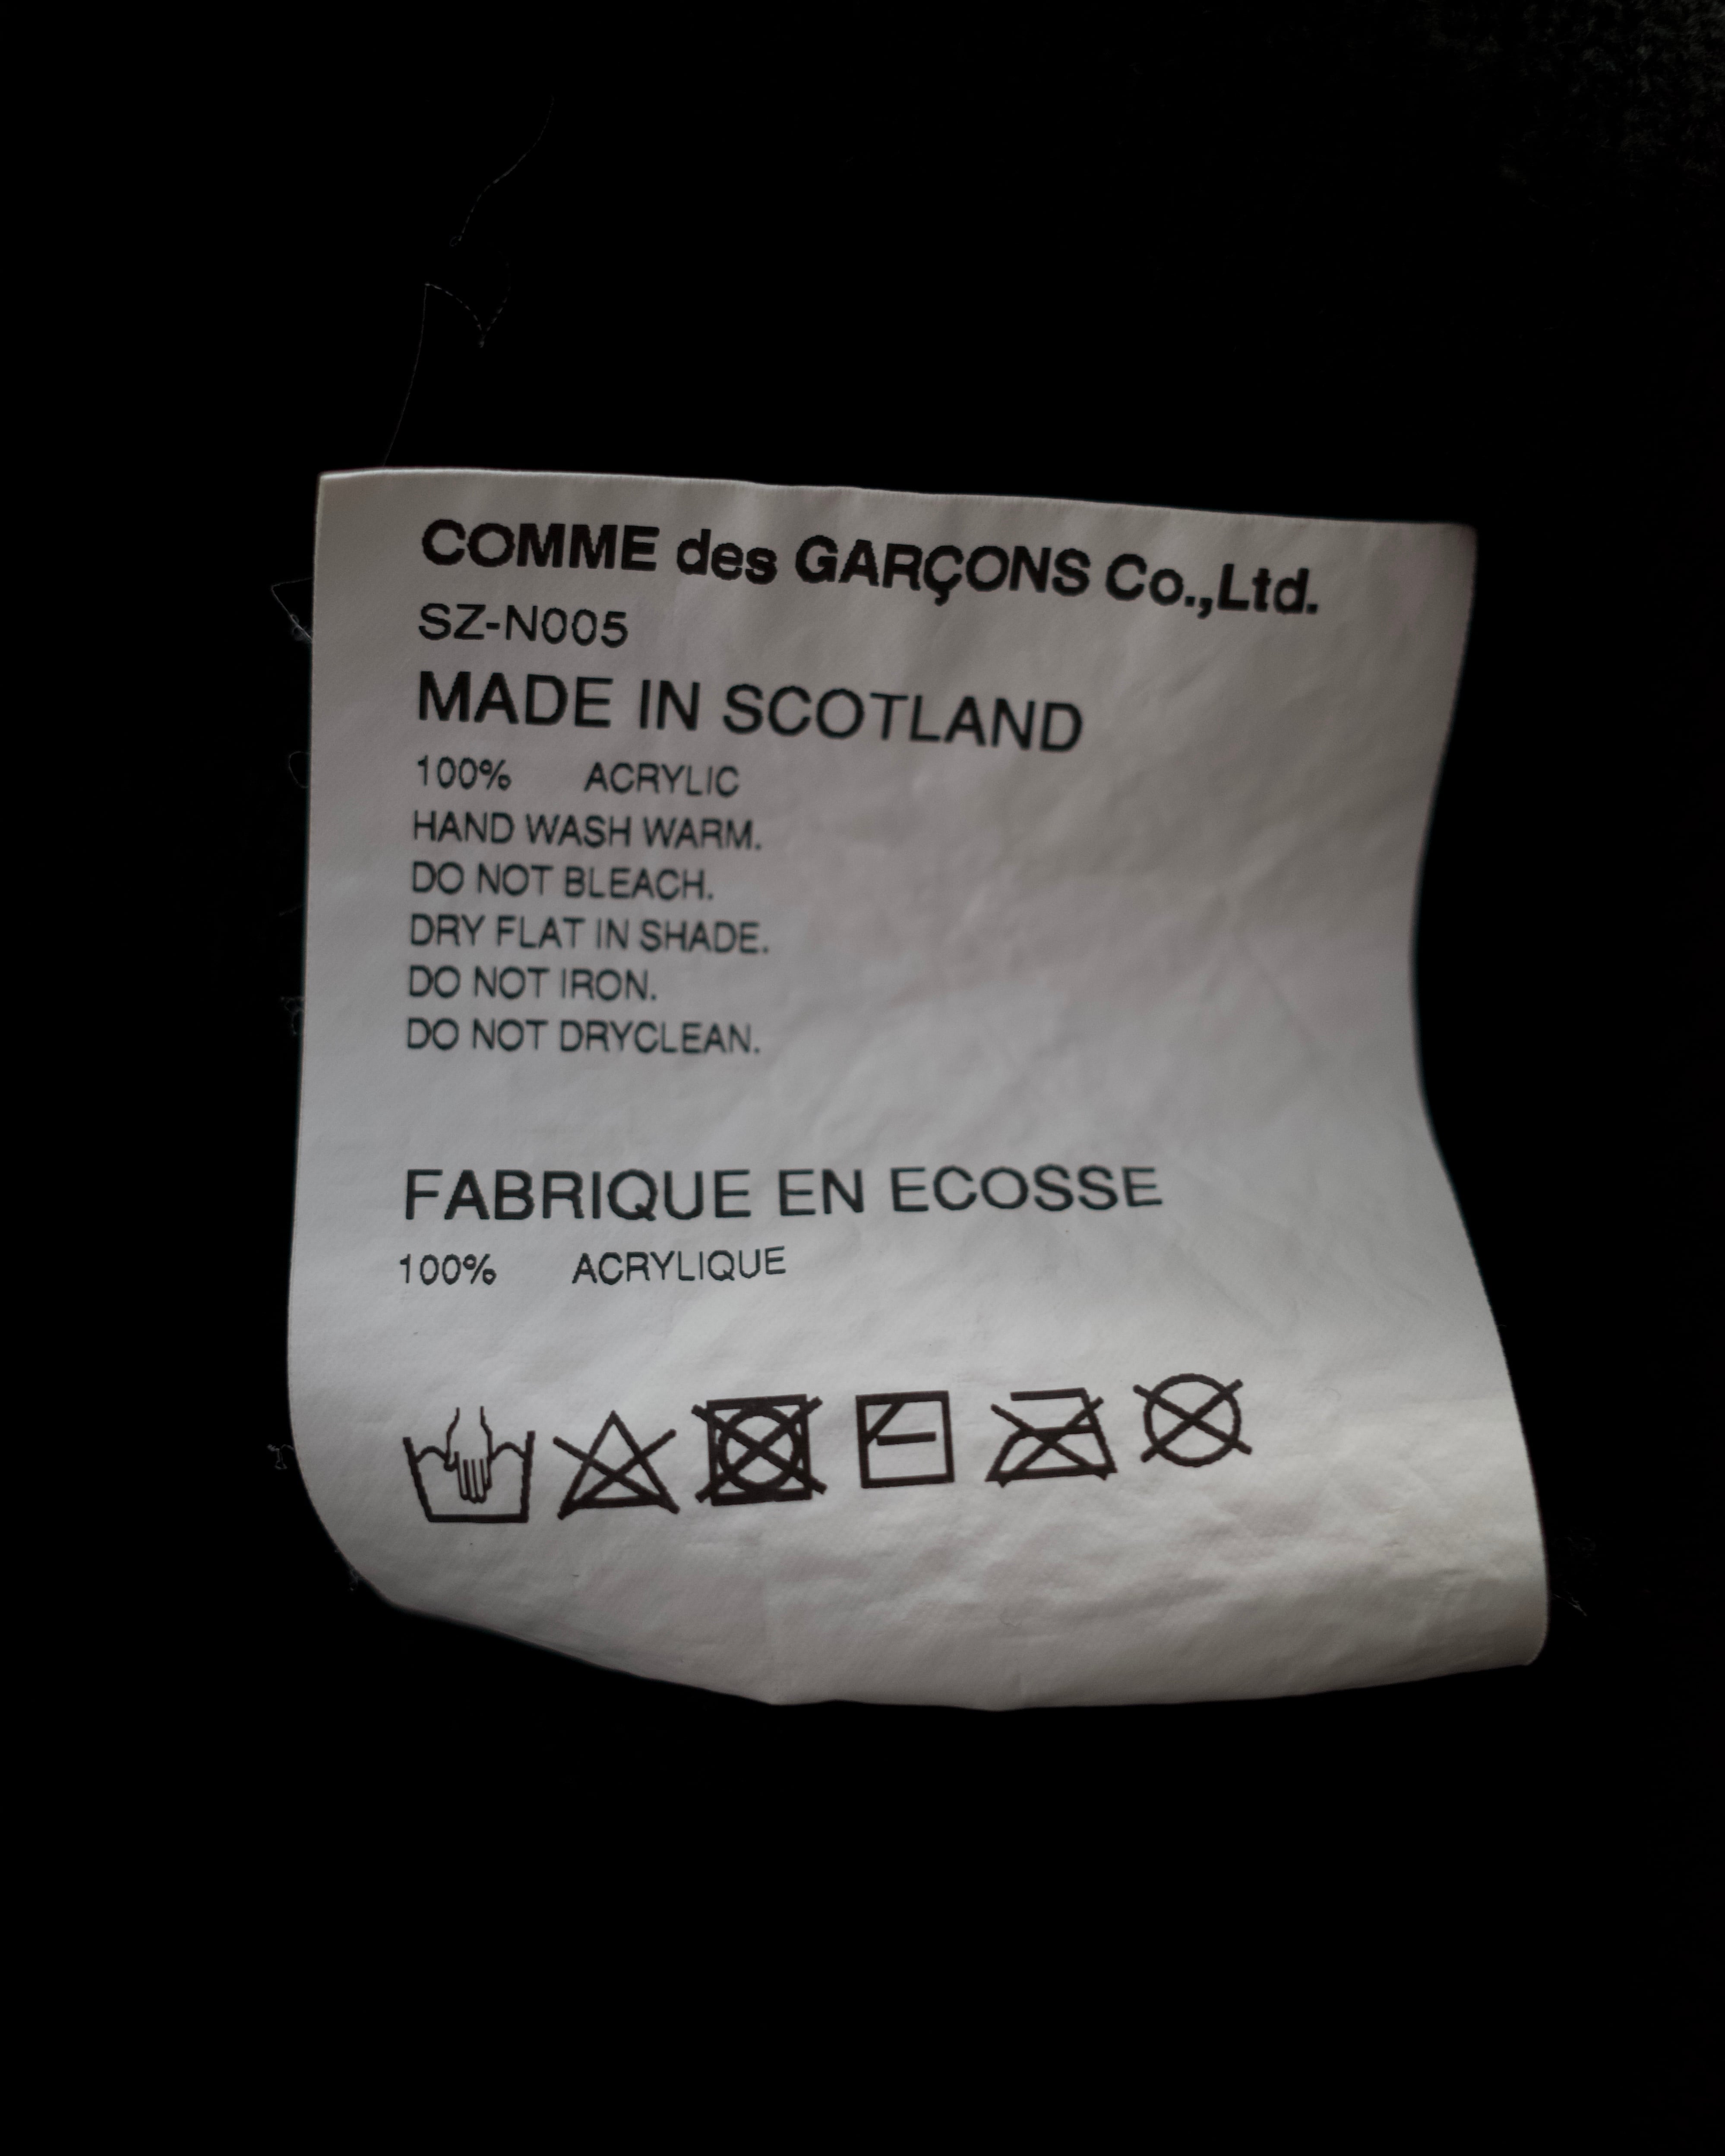 COMME des GARÇONS Co.,Ltd.
SZ-N005
MADE IN SCOTLAND
100% ACRYLIC
HAND WASH WARM.
DO NOT BLEACH.
DRY FLAT IN SHADE.
DO NOT IRON.
DO NOT DRYCLEAN.
FABRIQUE EN ECOSSE
100% ACRYLIQUE